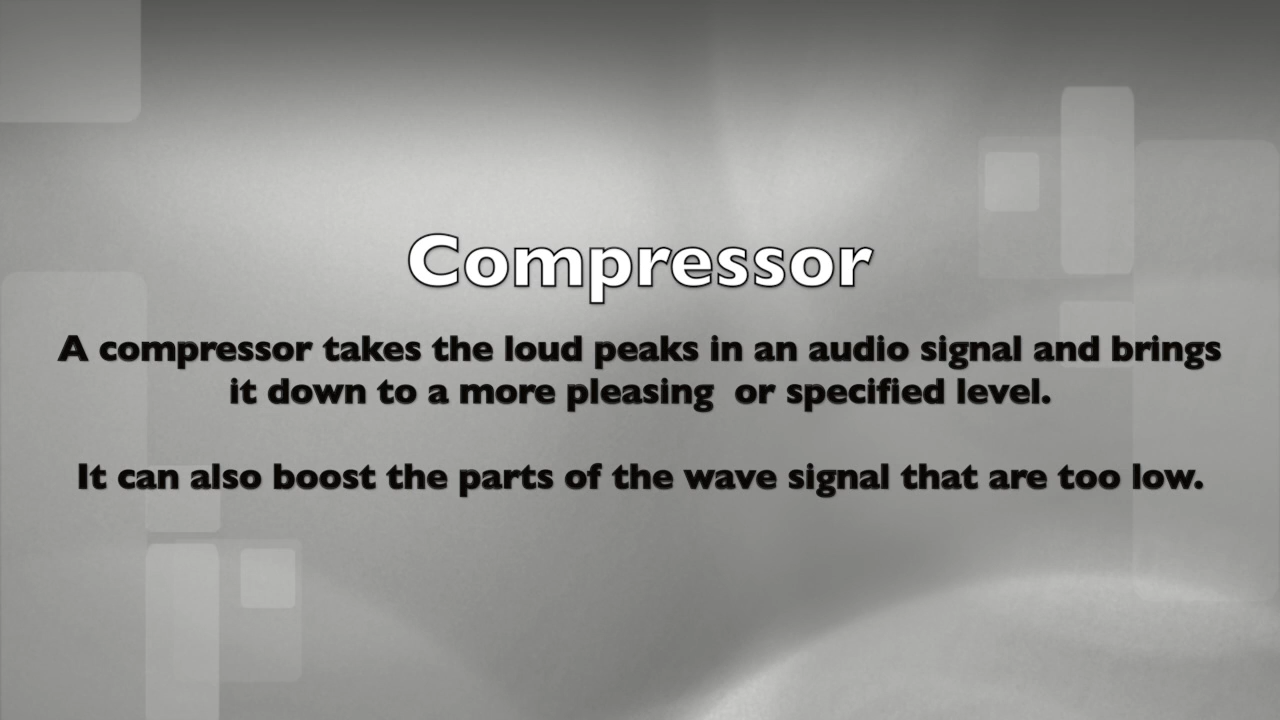 Compressor
A compressor takes the loud peaks in an audio signal and brings
it down to a more pleasing  or specified level.
It can also boost the parts of the wave signal that are too low.